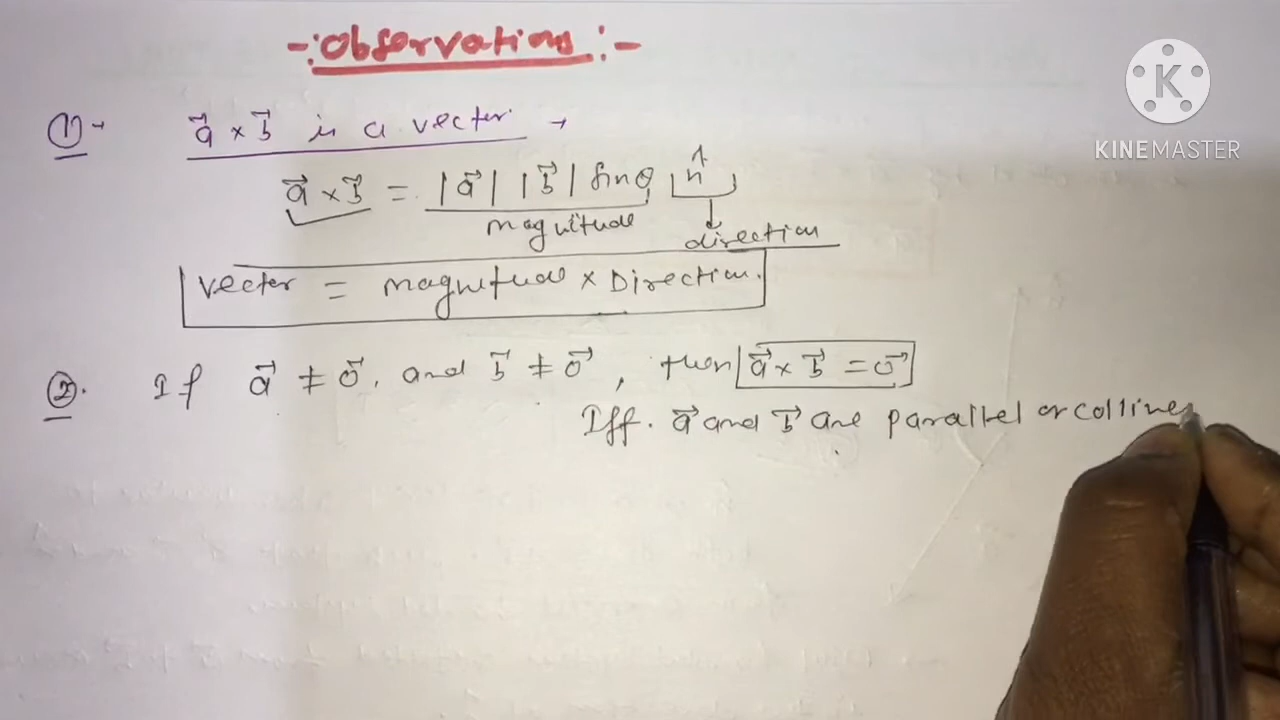 -: Observations :-
K
KINEMASTER
① - a⃗ × b⃗ is a vector →
a⃗ × b⃗ = |a⃗| |b⃗| sinθ n̂
magnitude direction
vector = magnitude × Direction.
②. If a⃗ ≠ 0⃗, and b⃗ ≠ 0⃗, then a⃗ × b⃗ = 0⃗
Iff. a⃗ and b⃗ are parallel or colline